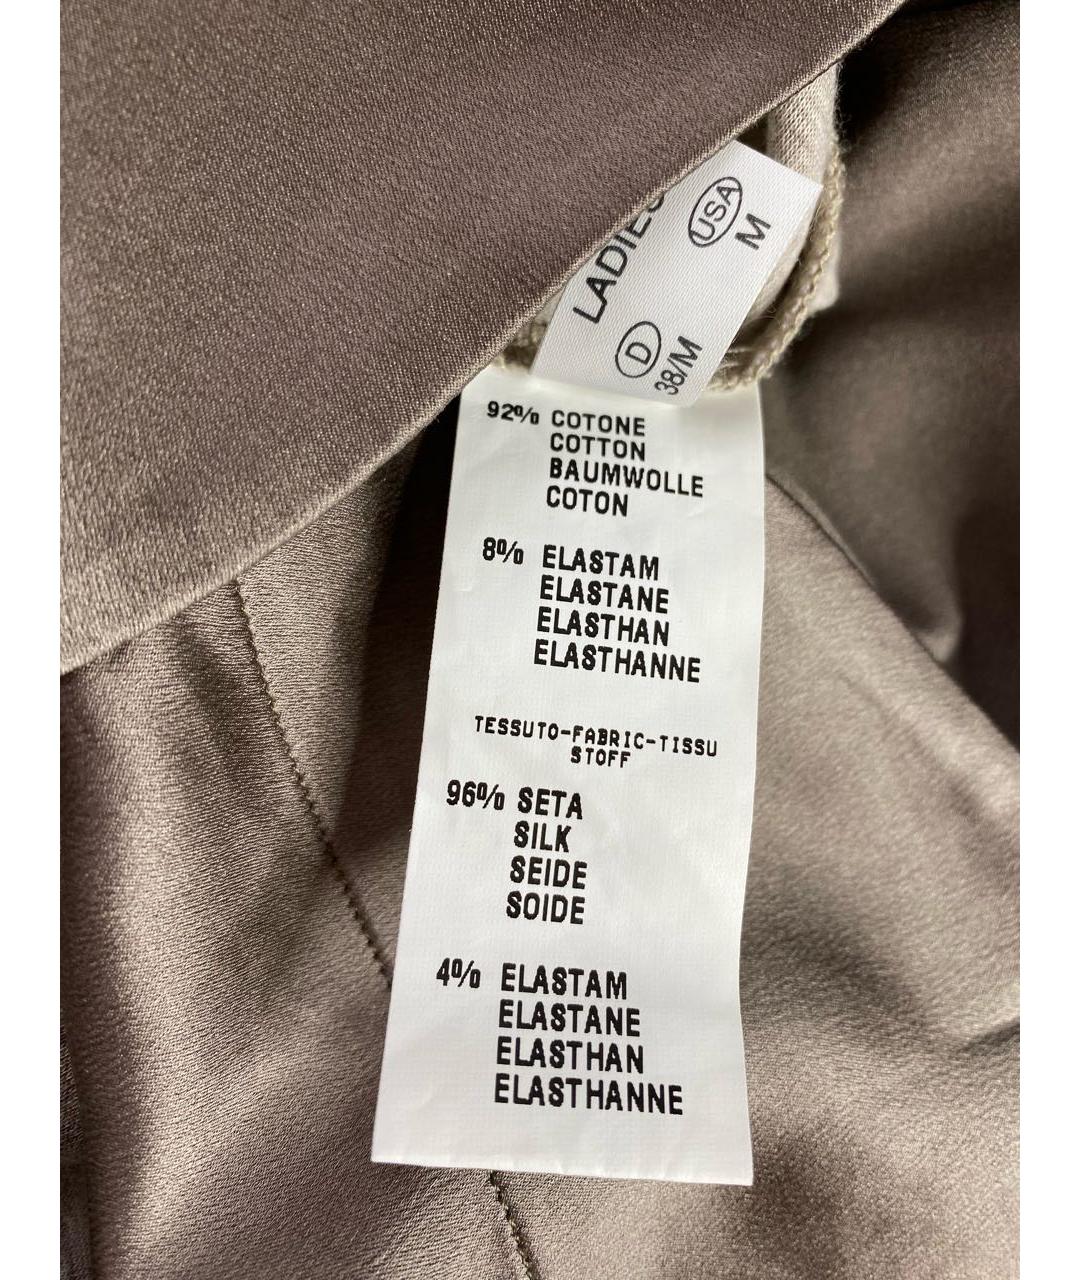 LADIES
USA
M
D
38/M
92% COTONE
COTTON
BAUMWOLLE
COTON
8% ELASTAM
ELASTANE
ELASTHAN
ELASTHANNE
TESSUTO-FABRIC-TISSU
STOFF
96% SETA
SILK
SEIDE
SOIDE
4% ELASTAM
ELASTANE
ELASTHAN
ELASTHANNE